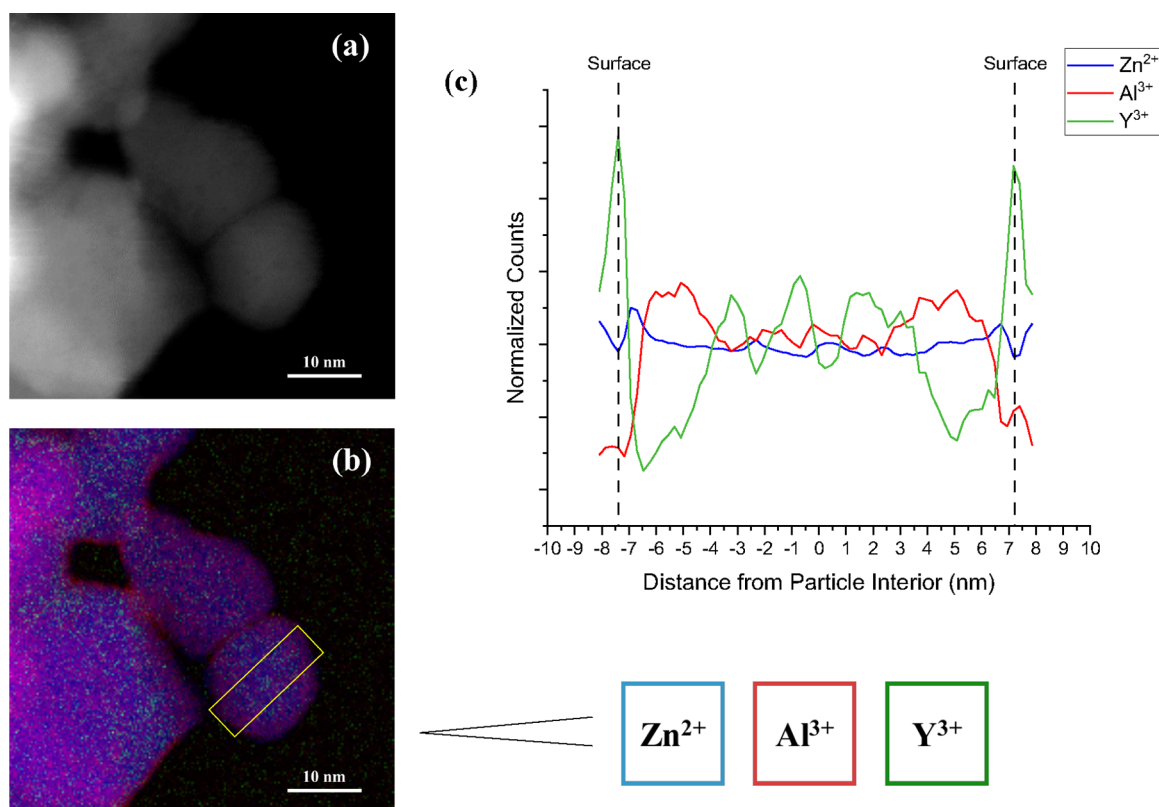 (a)
10 nm
(b)
10 nm
(c)
Surface
Surface
Zn²⁺
Al³⁺
Y³⁺
Normalized Counts
-10 -9 -8 -7 -6 -5 -4 -3 -2 -1 0 1 2 3 4 5 6 7 8 9 10
Distance from Particle Interior (nm)
Zn²⁺
Al³⁺
Y³⁺